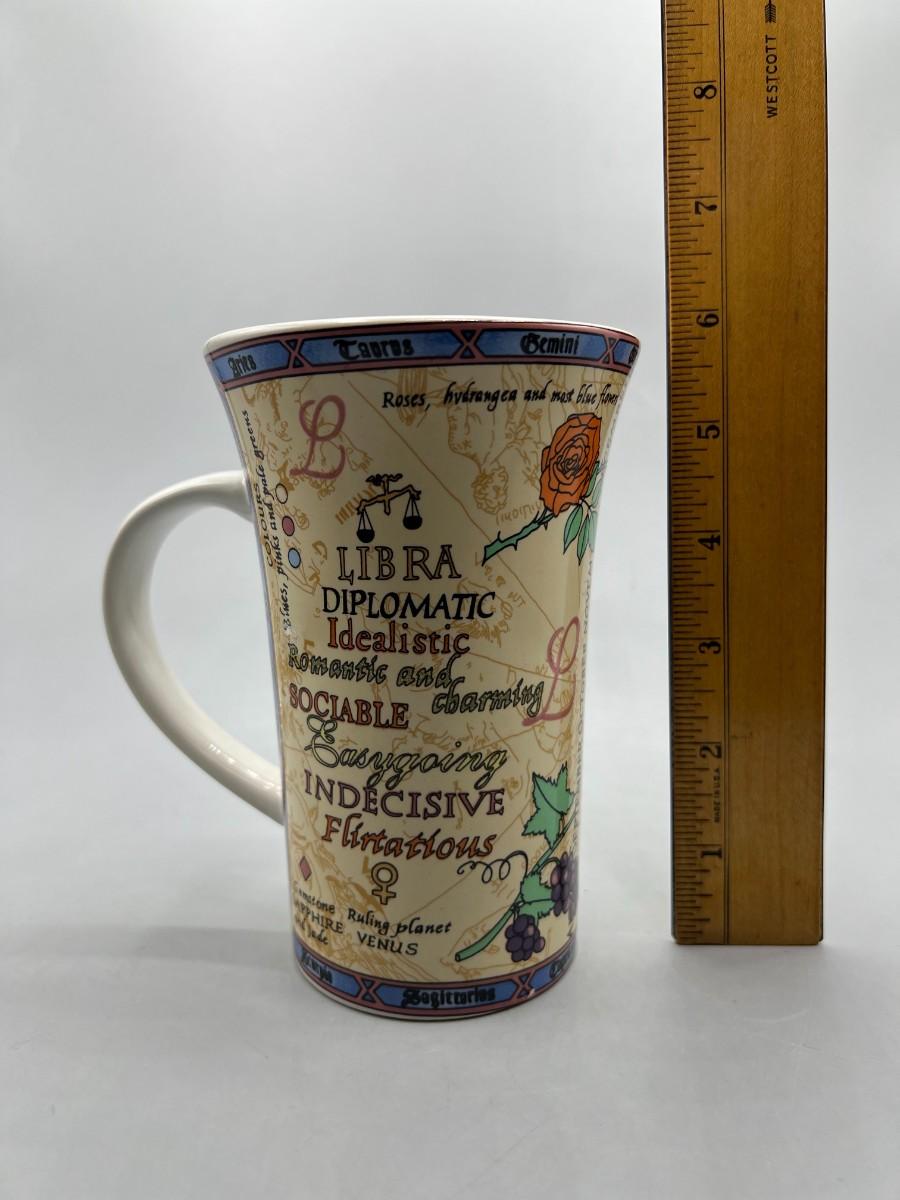 Aries Taurus Gemini
Roses, hydrangea and most blue flowers
L
COLOURS
Blues, pinks and pale greens
LIBRA
DIPLOMATIC
Idealistic
Romantic and
charming
L
SOCIABLE
Easygoing
INDECISIVE
Flirtatious
Gemstone
SAPPHIRE
and Jade
Ruling planet
VENUS
Scorpio Sagittarius
WESTCOTT
8
7
6
5
4
3
2
1
MADE IN U.S.A.